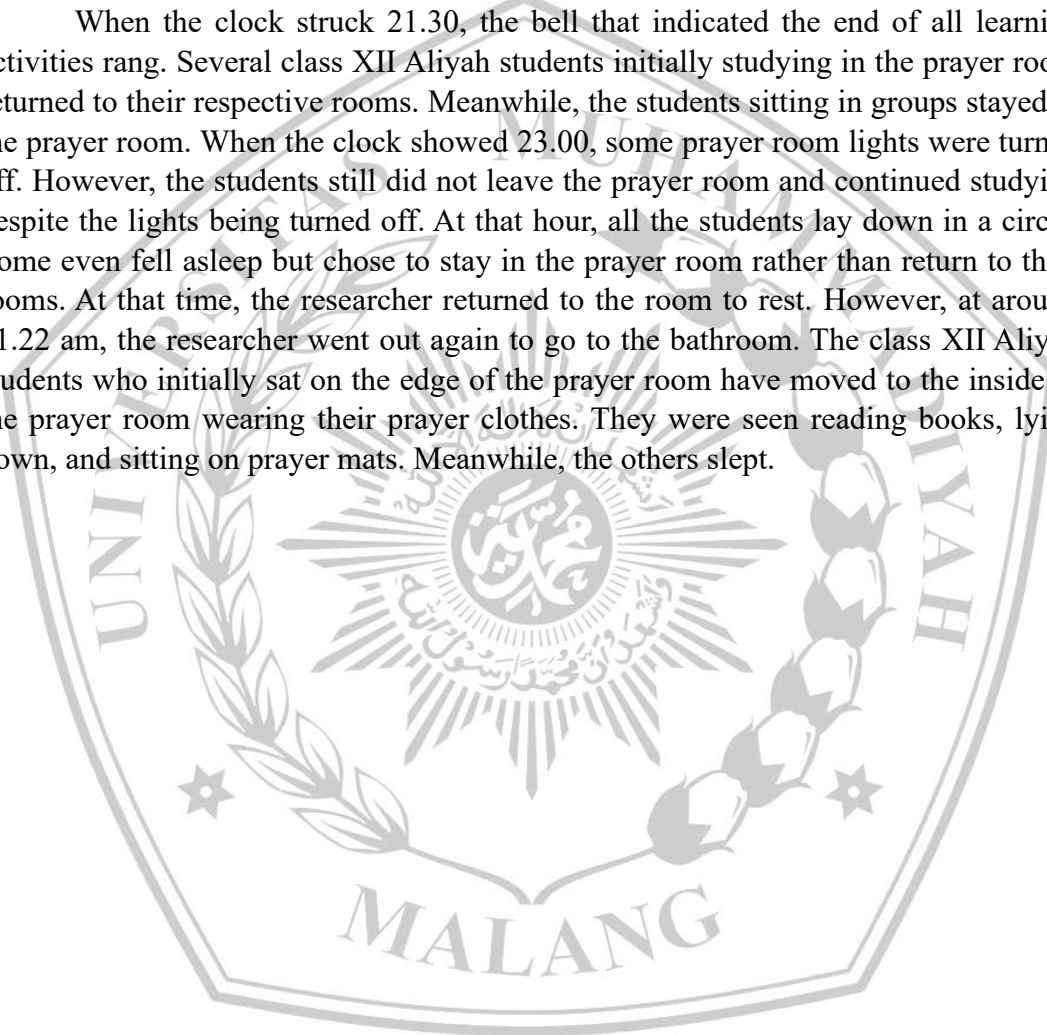 When the clock struck 21.30, the bell that indicated the end of all learni
ctivities rang. Several class XII Aliyah students initially studying in the prayer roo
eturned to their respective rooms. Meanwhile, the students sitting in groups stayed
he prayer room. When the clock showed 23.00, some prayer room lights were turn
ff. However, the students still did not leave the prayer room and continued studyi
espite the lights being turned off. At that hour, all the students lay down in a circ
ome even fell asleep but chose to stay in the prayer room rather than return to th
ooms. At that time, the researcher returned to the room to rest. However, at arou
1.22 am, the researcher went out again to go to the bathroom. The class XII Aliy
tudents who initially sat on the edge of the prayer room have moved to the inside
he prayer room wearing their prayer clothes. They were seen reading books, lyi
own, and sitting on prayer mats. Meanwhile, the others slept.
UNIVERSITAS MUHAMMADIYAH
MALANG